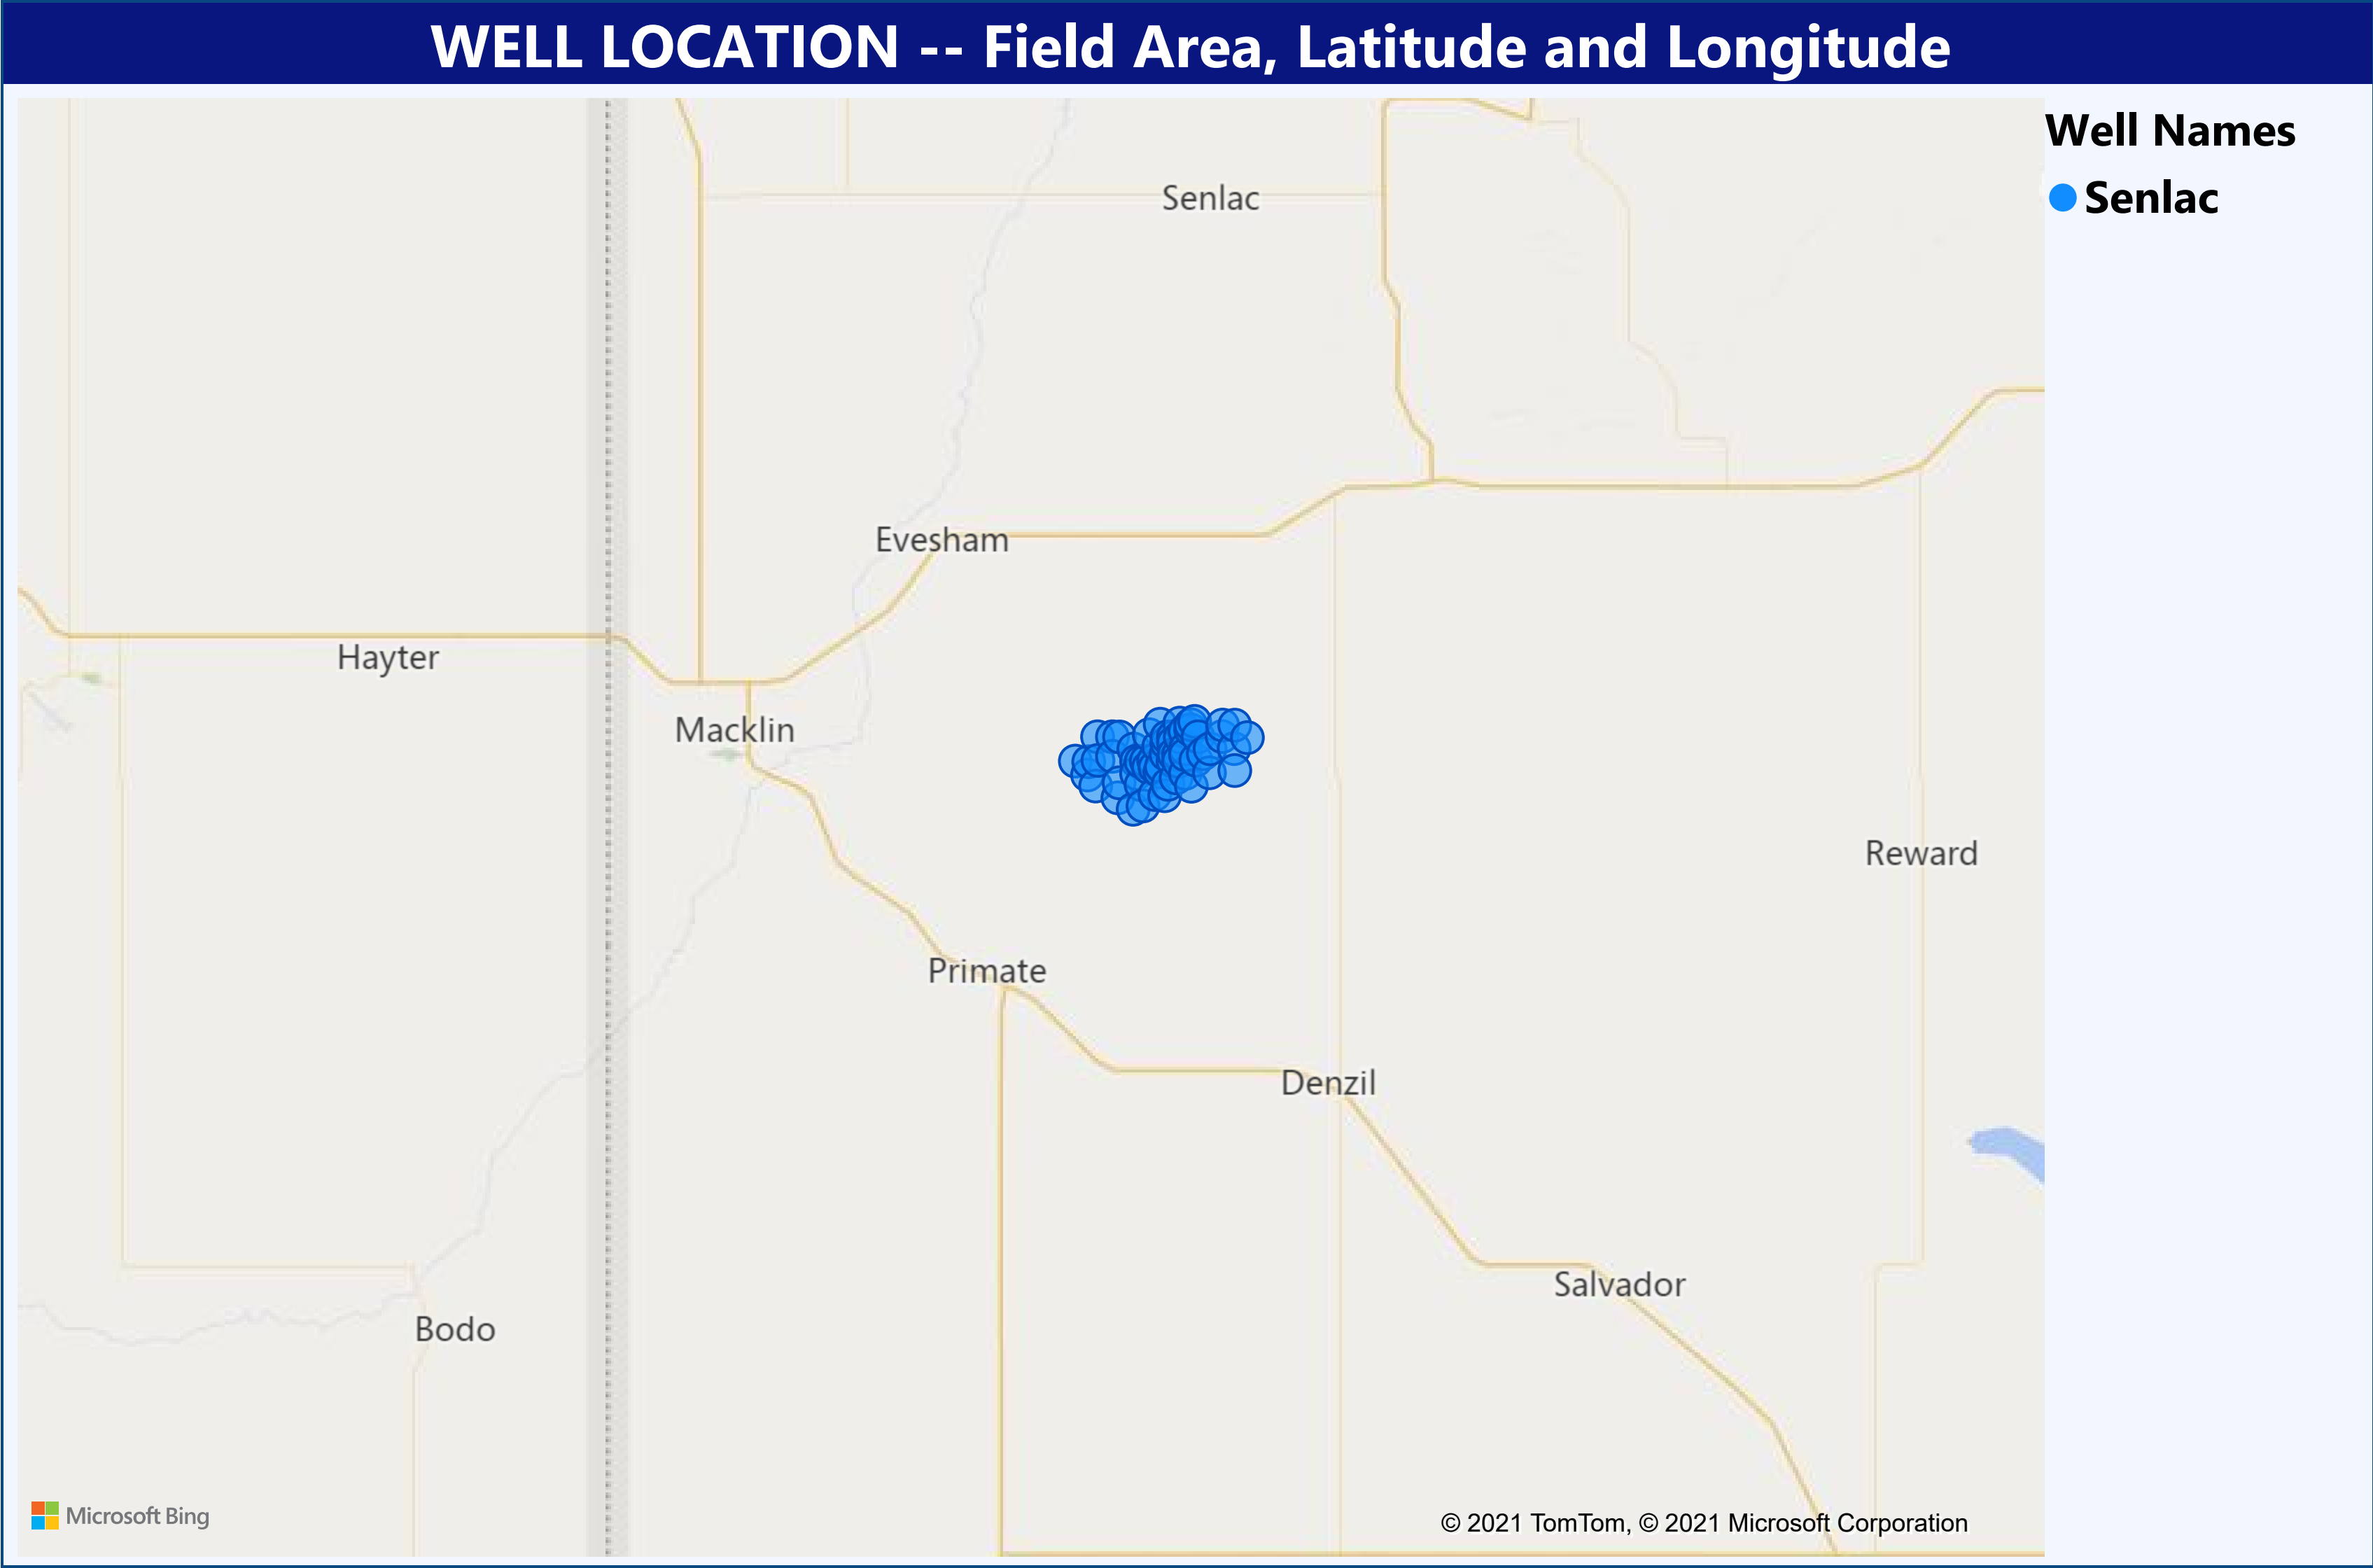 WELL LOCATION -- Field Area, Latitude and Longitude
Well Names
Senlac
Senlac
Evesham
Hayter
Macklin
Reward
Primate
Denzil
Salvador
Bodo
Microsoft Bing
© 2021 TomTom, © 2021 Microsoft Corporation